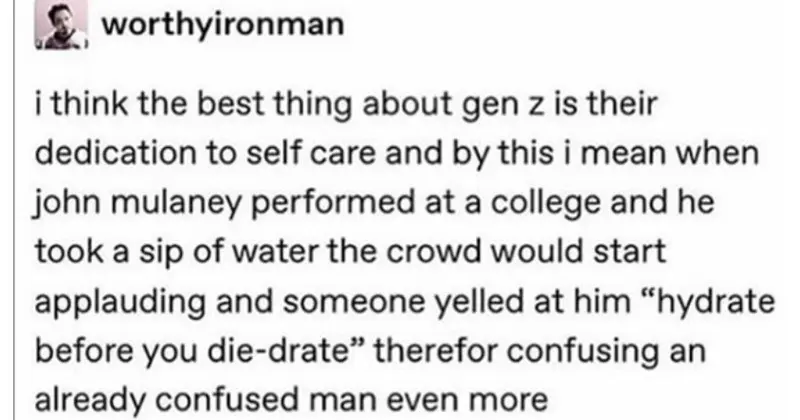 worthyironman
i think the best thing about gen z is their
dedication to self care and by this i mean when
john mulaney performed at a college and he
took a sip of water the crowd would start
applauding and someone yelled at him “hydrate
before you die-drate” therefor confusing an
already confused man even more